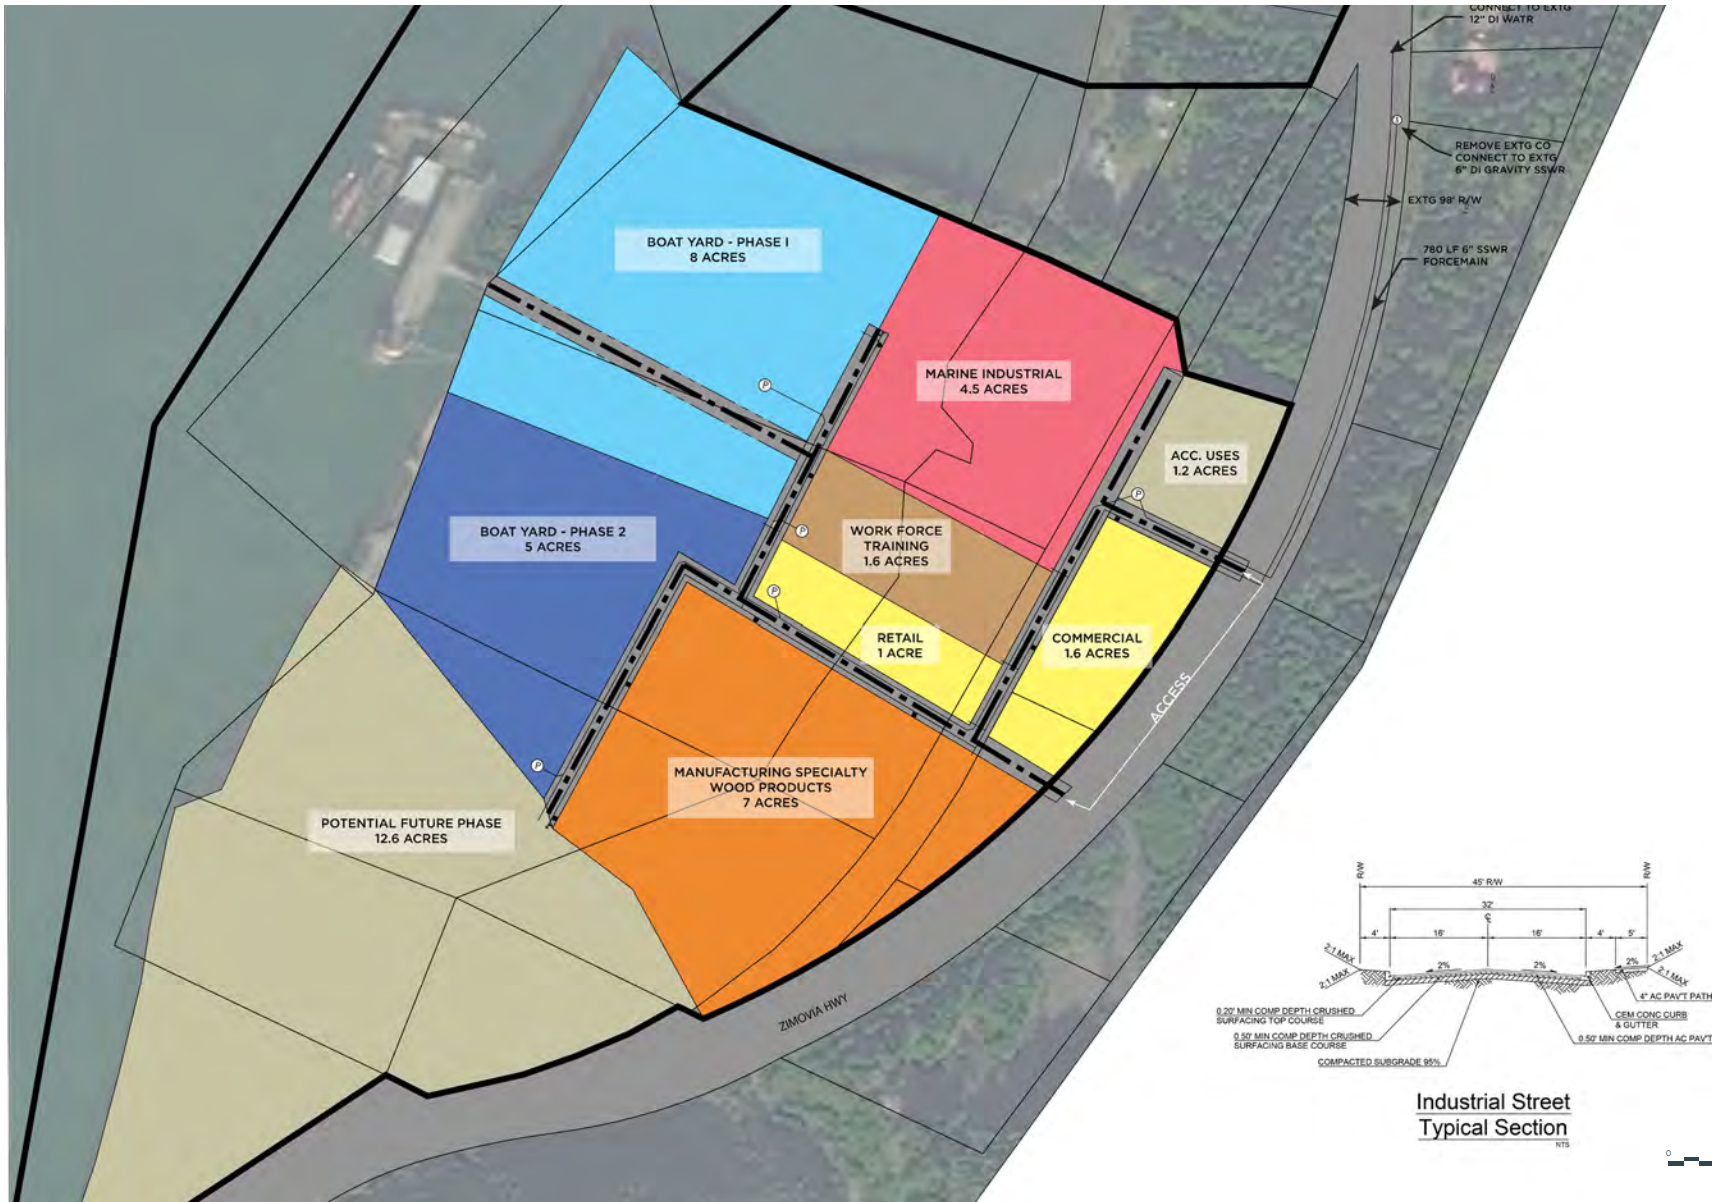 CONNECT TO EXTG
12" DI WATR
REMOVE EXTG CO
CONNECT TO EXTG
6" DI GRAVITY SSWR
EXTG 98' R/W
780 LF 6" SSWR
FORCEMAIN
S
BOAT YARD - PHASE 1
8 ACRES
MARINE INDUSTRIAL
4.5 ACRES
P
ACC. USES
1.2 ACRES
P
BOAT YARD - PHASE 2
5 ACRES
P
WORK FORCE
TRAINING
1.6 ACRES
P
RETAIL
1 ACRE
COMMERCIAL
1.6 ACRES
ACCESS
P
MANUFACTURING SPECIALTY
WOOD PRODUCTS
7 ACRES
POTENTIAL FUTURE PHASE
12.6 ACRES
ZIMOVIA HWY
R/W
R/W
45' R/W
32'
℄
4' 16' 16' 4' 5'
2:1 MAX 2% 2% 2% 2:1 MAX
2:1 MAX 2:1 MAX
4" AC PAV'T PATH
0.20' MIN COMP DEPTH CRUSHED
SURFACING TOP COURSE
CEM CONC CURB
& GUTTER
0.50' MIN COMP DEPTH CRUSHED
SURFACING BASE COURSE
0.50' MIN COMP DEPTH AC PAV'T
COMPACTED SUBGRADE 95%
Industrial Street
Typical Section
NTS
0